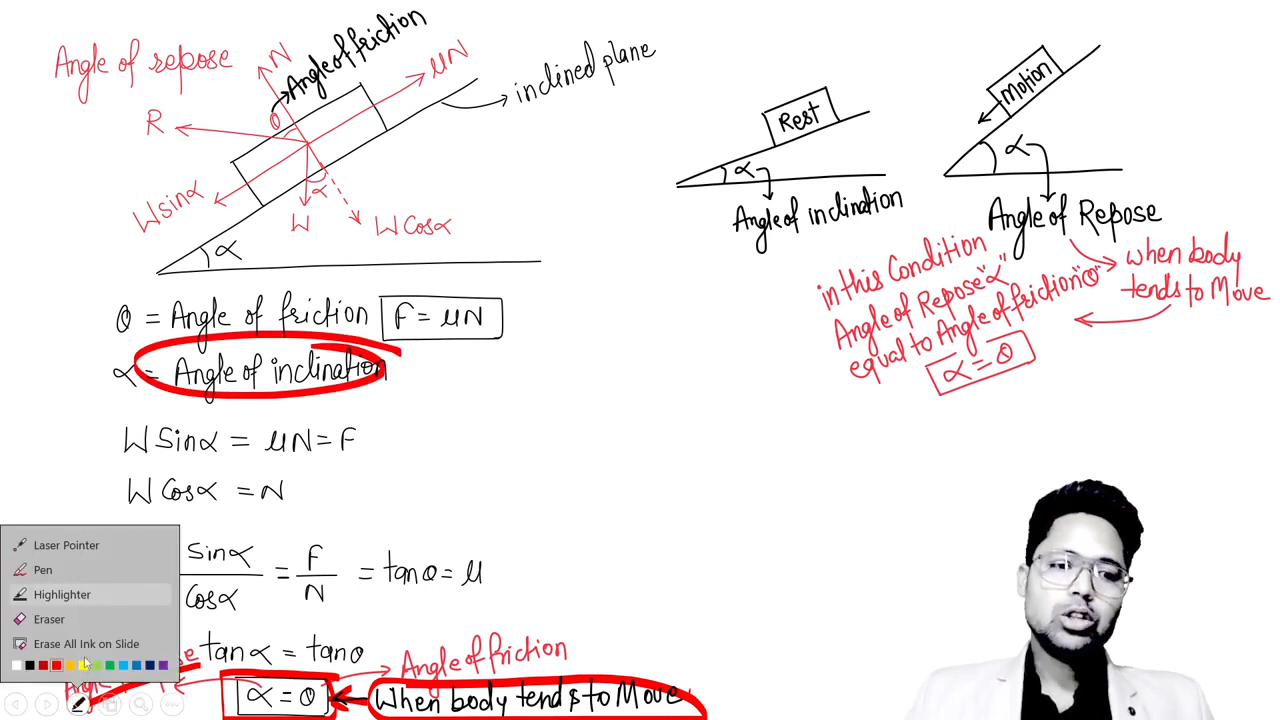 Angle of repose
N
Angle of friction
μN
inclined plane
θ
R
W sinα
α
W
W Cosα
α
θ = Angle of friction F = μN
α = Angle of inclination
W Sinα = μN = F
W Cosα = N
Sinα/Cosα = F/N = tanθ = μ
tanα = tanθ
Angle of friction
α = θ
When body tends to Move
Rest
α
Angle of inclination
Motion
α
Angle of Repose
when body
tends to Move
in this Condition
Angle of Repose "α"
equal to Angle of friction "θ"
α = θ
Laser Pointer
Pen
Highlighter
Eraser
Erase All Ink on Slide